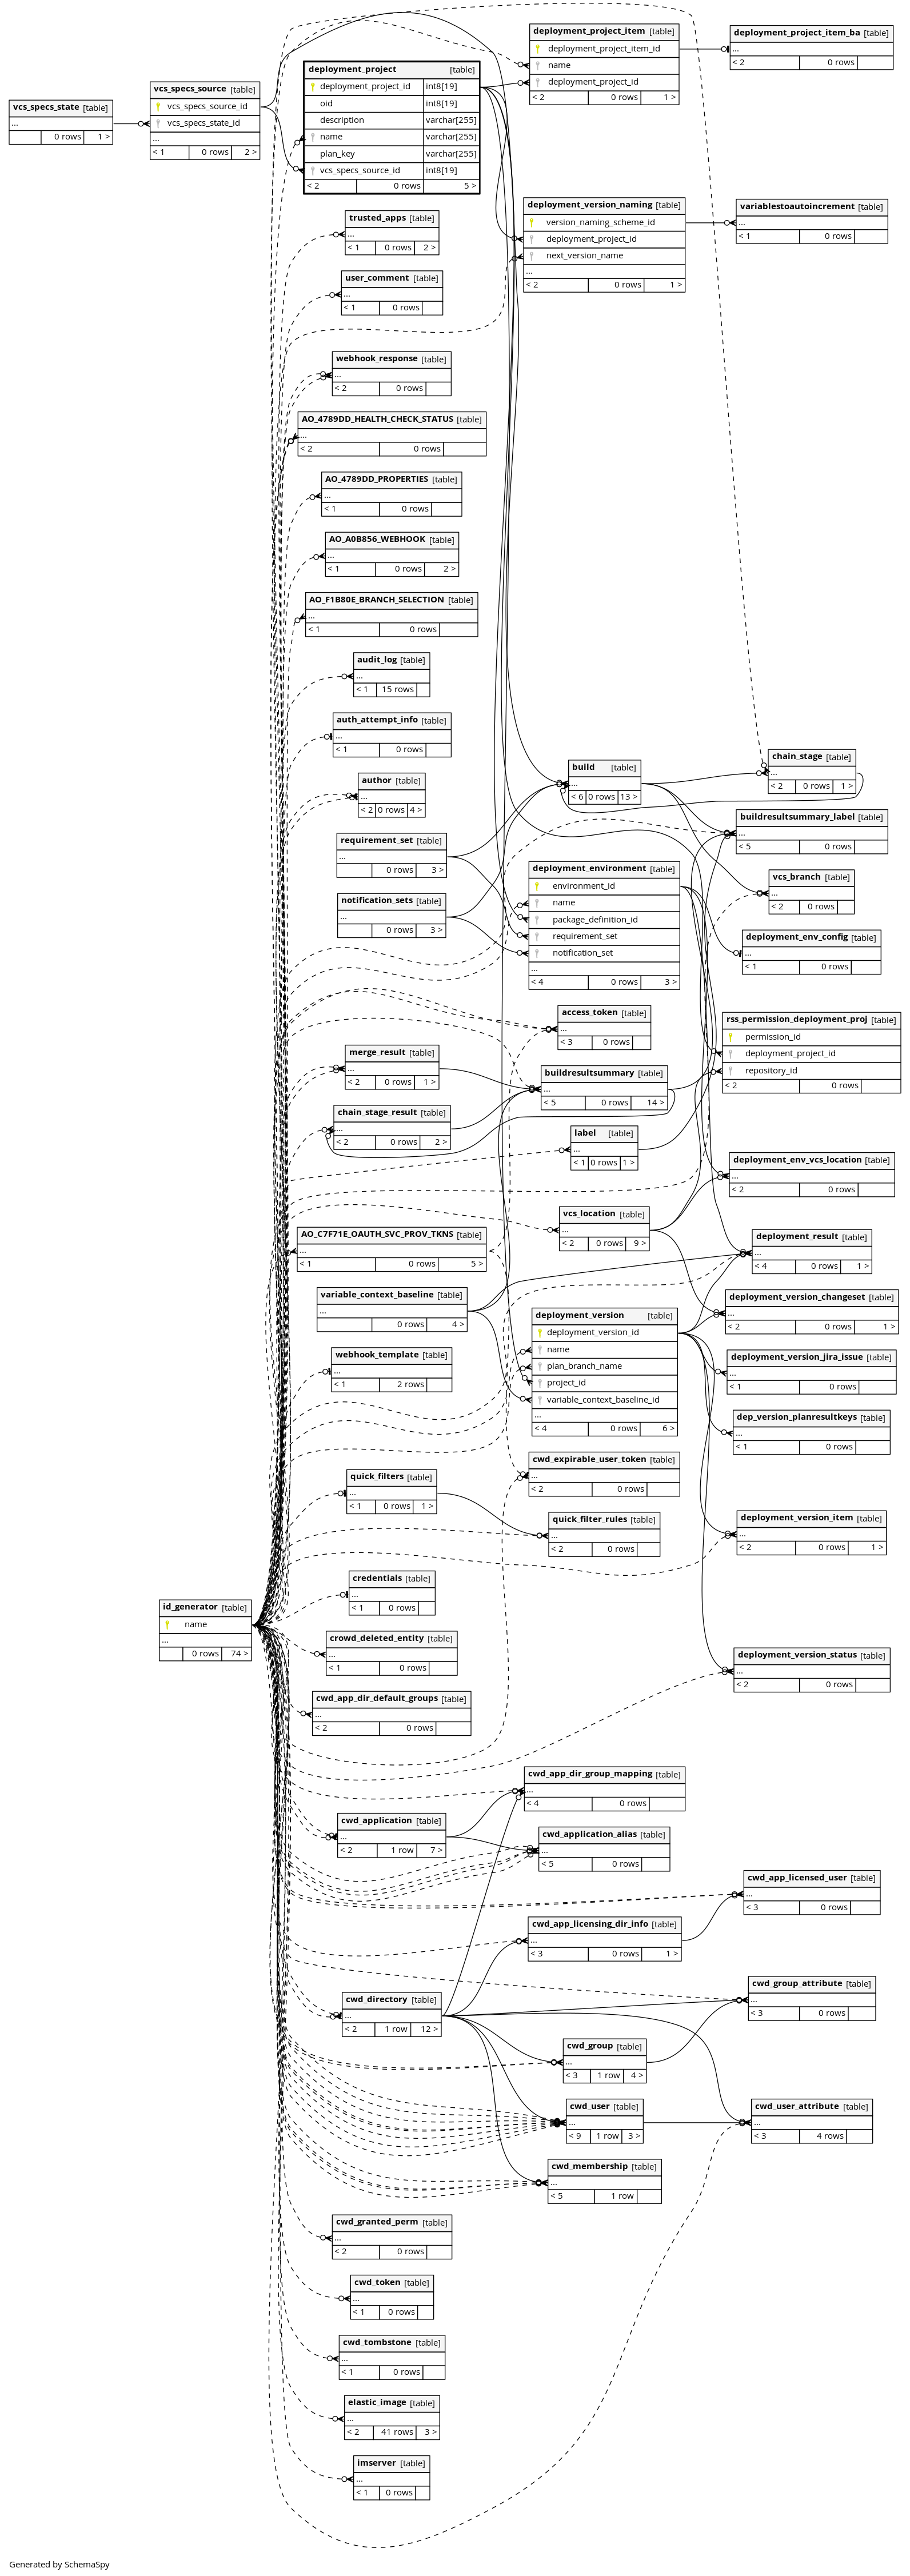 vcs_specs_state [table]
...
0 rows 1 >
vcs_specs_source [table]
vcs_specs_source_id
vcs_specs_state_id
...
< 1 0 rows 2 >
deployment_project [table]
deployment_project_id int8[19]
oid int8[19]
description varchar[255]
name varchar[255]
plan_key varchar[255]
vcs_specs_source_id int8[19]
< 2 0 rows 5 >
deployment_project_item [table]
deployment_project_item_id
name
deployment_project_id
< 2 0 rows 1 >
deployment_project_item_ba [table]
...
< 2 0 rows
deployment_version_naming [table]
version_naming_scheme_id
deployment_project_id
next_version_name
...
< 2 0 rows 1 >
variablestoautoincrement [table]
...
< 1 0 rows
trusted_apps [table]
...
< 1 0 rows 2 >
user_comment [table]
...
< 1 0 rows
webhook_response [table]
...
< 2 0 rows
AO_4789DD_HEALTH_CHECK_STATUS [table]
...
< 2 0 rows
AO_4789DD_PROPERTIES [table]
...
< 1 0 rows
AO_A0B856_WEBHOOK [table]
...
< 1 0 rows 2 >
AO_F1B80E_BRANCH_SELECTION [table]
...
< 1 0 rows
audit_log [table]
...
< 1 15 rows
auth_attempt_info [table]
...
< 1 0 rows
author [table]
...
< 2 0 rows 4 >
requirement_set [table]
...
0 rows 3 >
notification_sets [table]
...
0 rows 3 >
build [table]
...
< 6 0 rows 13 >
chain_stage [table]
...
< 2 0 rows 1 >
buildresultsummary_label [table]
...
< 5 0 rows
vcs_branch [table]
...
< 2 0 rows
deployment_environment [table]
environment_id
name
package_definition_id
requirement_set
notification_set
...
< 4 0 rows 3 >
deployment_env_config [table]
...
< 1 0 rows
access_token [table]
...
< 3 0 rows
rss_permission_deployment_proj [table]
permission_id
deployment_project_id
repository_id
< 2 0 rows
merge_result [table]
...
< 2 0 rows 1 >
buildresultsummary [table]
...
< 5 0 rows 14 >
chain_stage_result [table]
...
< 2 0 rows 2 >
label [table]
...
< 1 0 rows 1 >
deployment_env_vcs_location [table]
...
< 2 0 rows
vcs_location [table]
...
< 2 0 rows 9 >
AO_C7F71E_OAUTH_SVC_PROV_TKNS [table]
...
< 1 0 rows 5 >
deployment_result [table]
...
< 4 0 rows 1 >
variable_context_baseline [table]
...
0 rows 4 >
deployment_version [table]
deployment_version_id
name
plan_branch_name
project_id
variable_context_baseline_id
...
< 4 0 rows 6 >
deployment_version_changeset [table]
...
< 2 0 rows 1 >
webhook_template [table]
...
< 1 2 rows
deployment_version_jira_issue [table]
...
< 1 0 rows
dep_version_planresultkeys [table]
...
< 1 0 rows
cwd_expirable_user_token [table]
...
< 2 0 rows
quick_filters [table]
...
< 1 0 rows 1 >
quick_filter_rules [table]
...
< 2 0 rows
deployment_version_item [table]
...
< 2 0 rows 1 >
credentials [table]
...
< 1 0 rows
id_generator [table]
name
...
0 rows 74 >
crowd_deleted_entity [table]
...
< 1 0 rows
deployment_version_status [table]
...
< 2 0 rows
cwd_app_dir_default_groups [table]
...
< 2 0 rows
cwd_app_dir_group_mapping [table]
...
< 4 0 rows
cwd_application [table]
...
< 2 1 row 7 >
cwd_application_alias [table]
...
< 5 0 rows
cwd_app_licensed_user [table]
...
< 3 0 rows
cwd_app_licensing_dir_info [table]
...
< 3 0 rows 1 >
cwd_directory [table]
...
< 2 1 row 12 >
cwd_group_attribute [table]
...
< 3 0 rows
cwd_group [table]
...
< 3 1 row 4 >
cwd_user [table]
...
< 9 1 row 3 >
cwd_user_attribute [table]
...
< 3 4 rows
cwd_membership [table]
...
< 5 1 row
cwd_granted_perm [table]
...
< 2 0 rows
cwd_token [table]
...
< 1 0 rows
cwd_tombstone [table]
...
< 1 0 rows
elastic_image [table]
...
< 2 41 rows 3 >
imserver [table]
...
< 1 0 rows
Generated by SchemaSpy